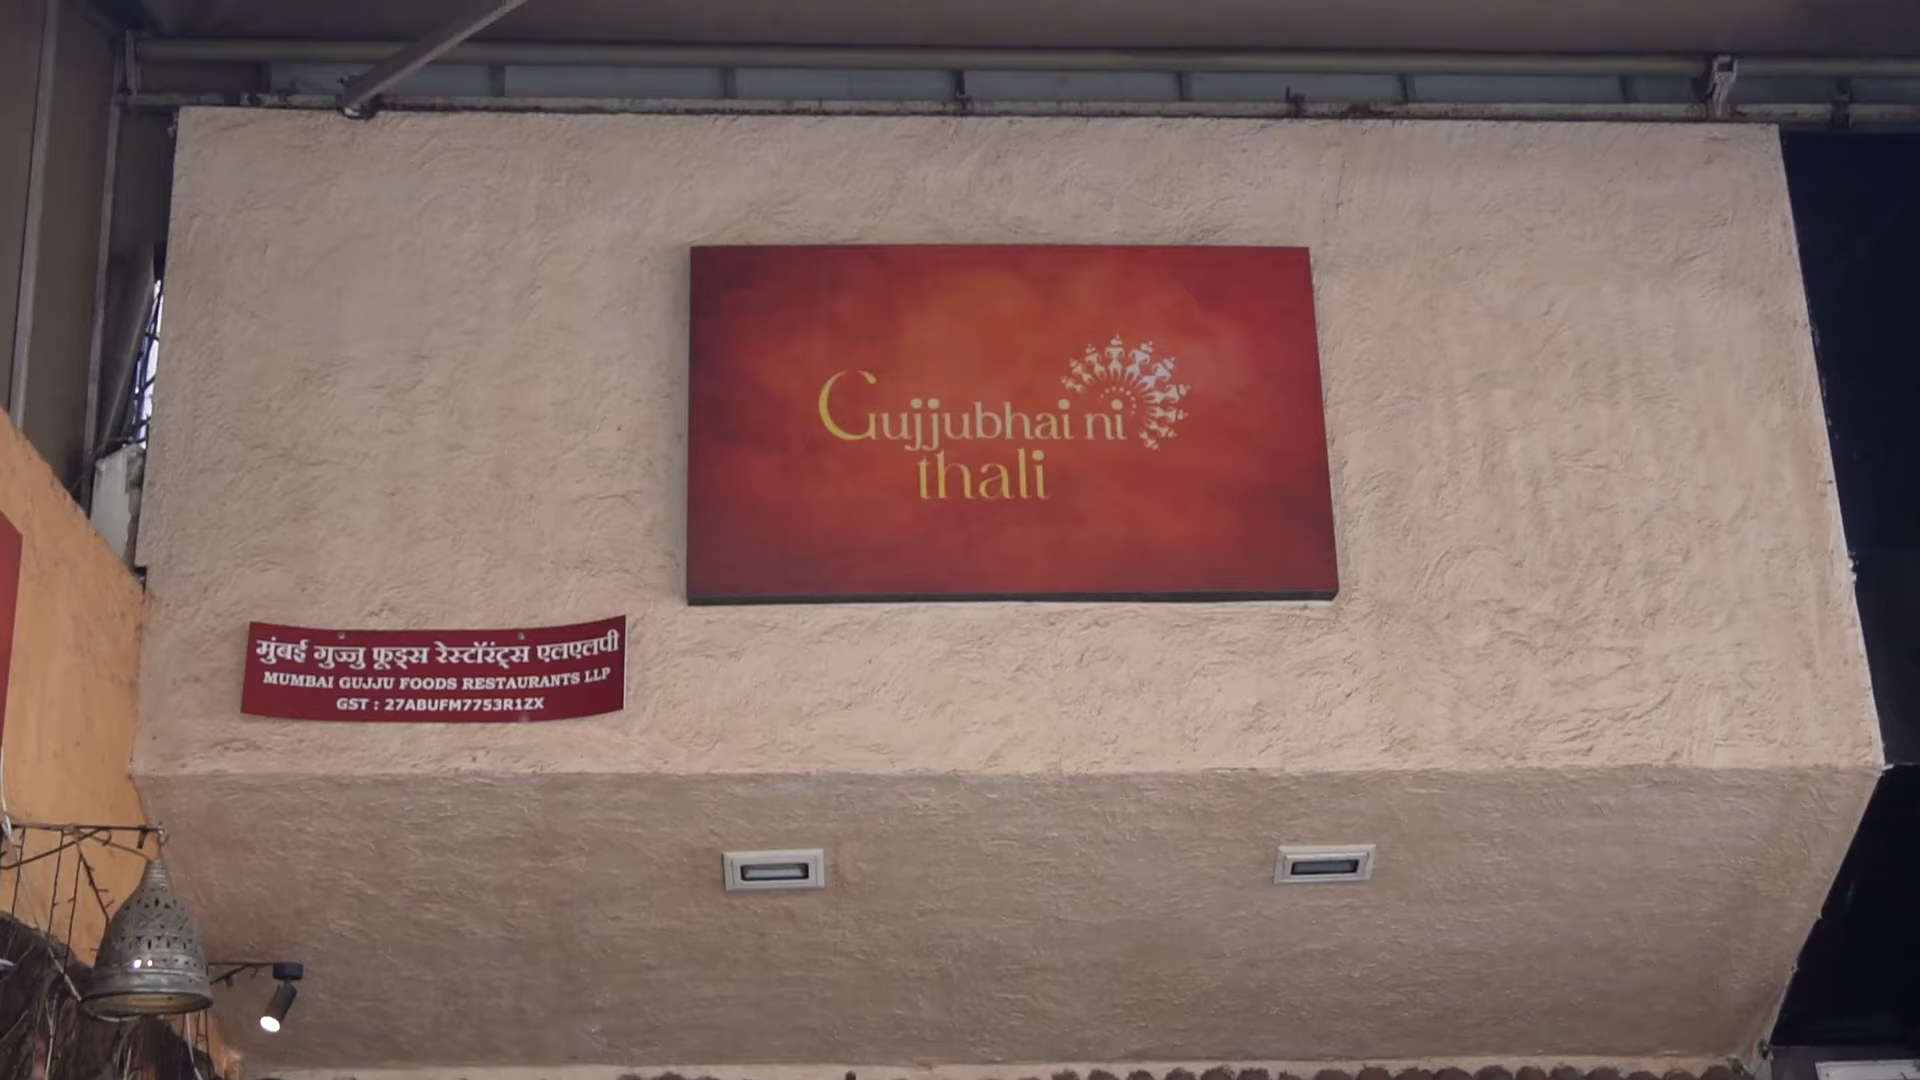 Gujjubhai ni
thali
मुंबई गुज्जु फूड्स रेस्टॉरंट्स एलएलपी
MUMBAI GUJJU FOODS RESTAURANTS LLP
GST : 27ABUFM7753R1ZX